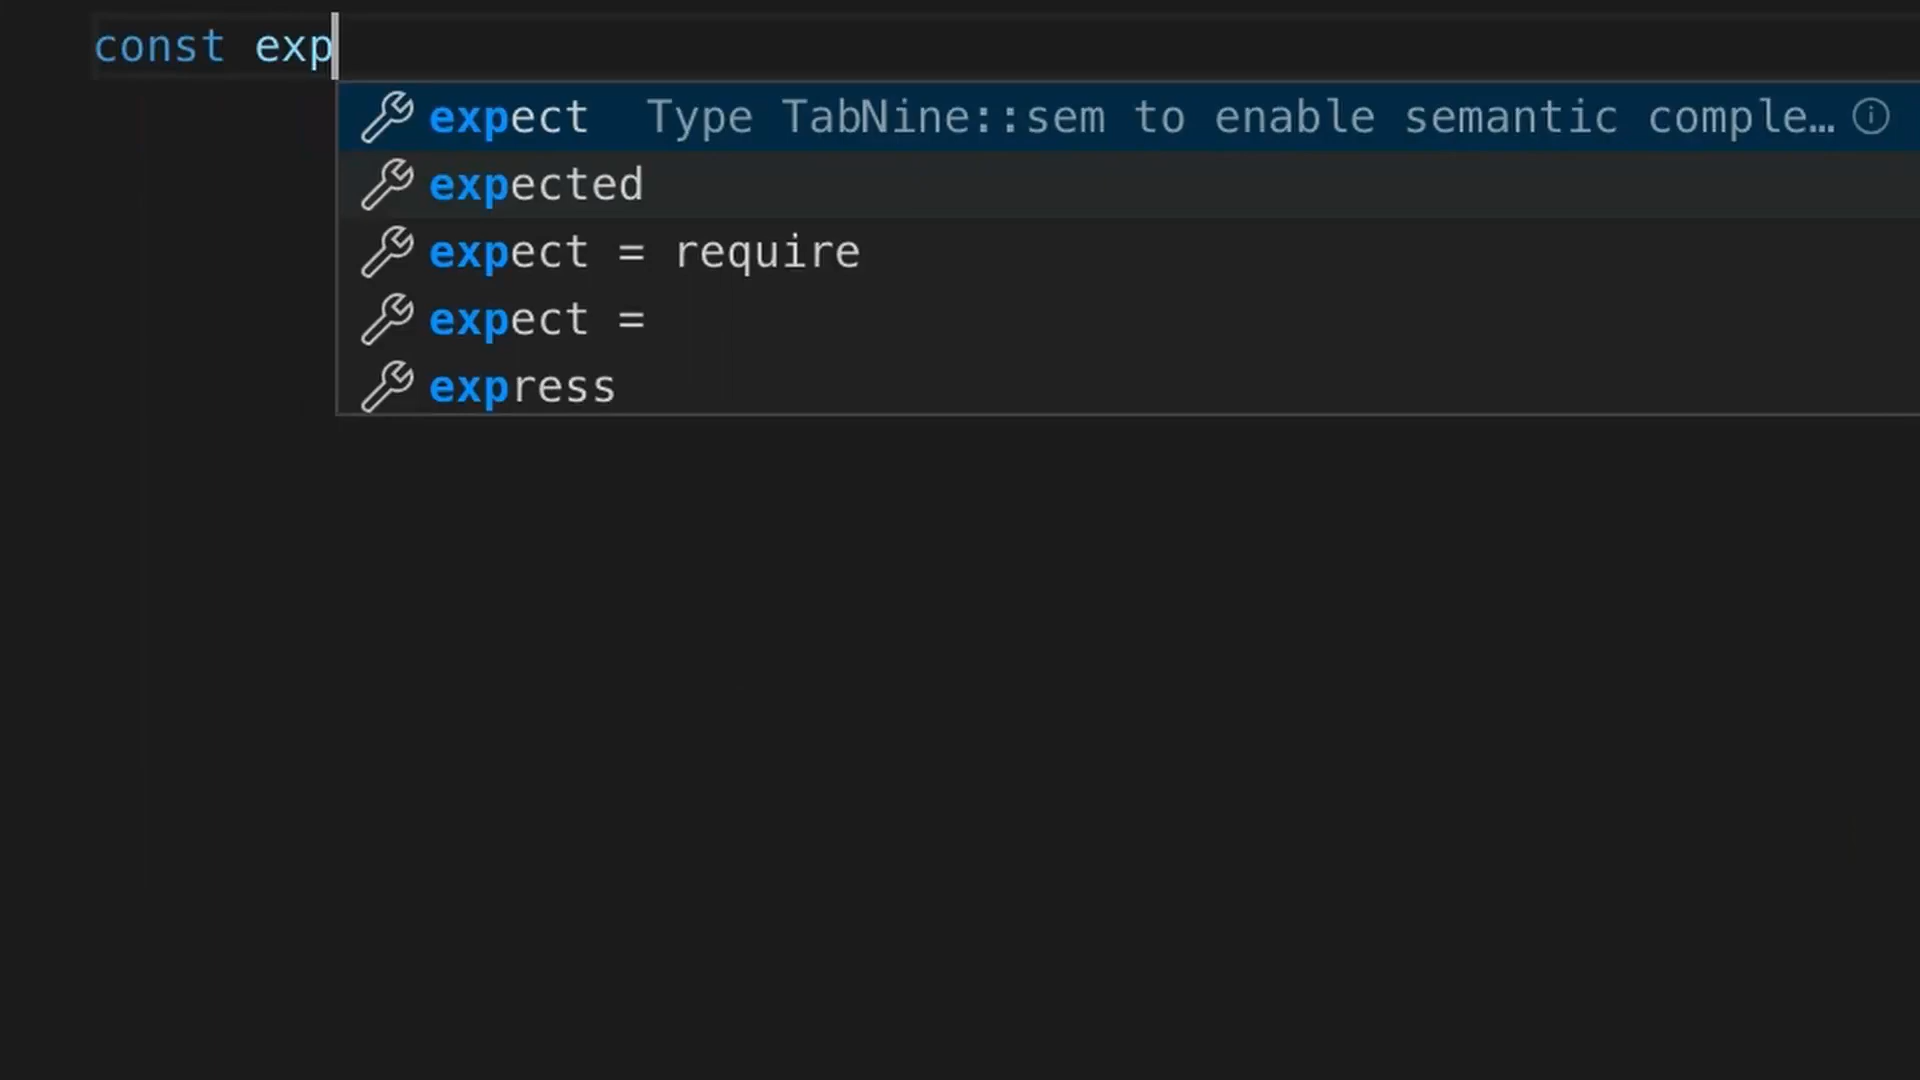 const exp
expect Type TabNine::sem to enable semantic comple…
expected
expect = require
expect =
express